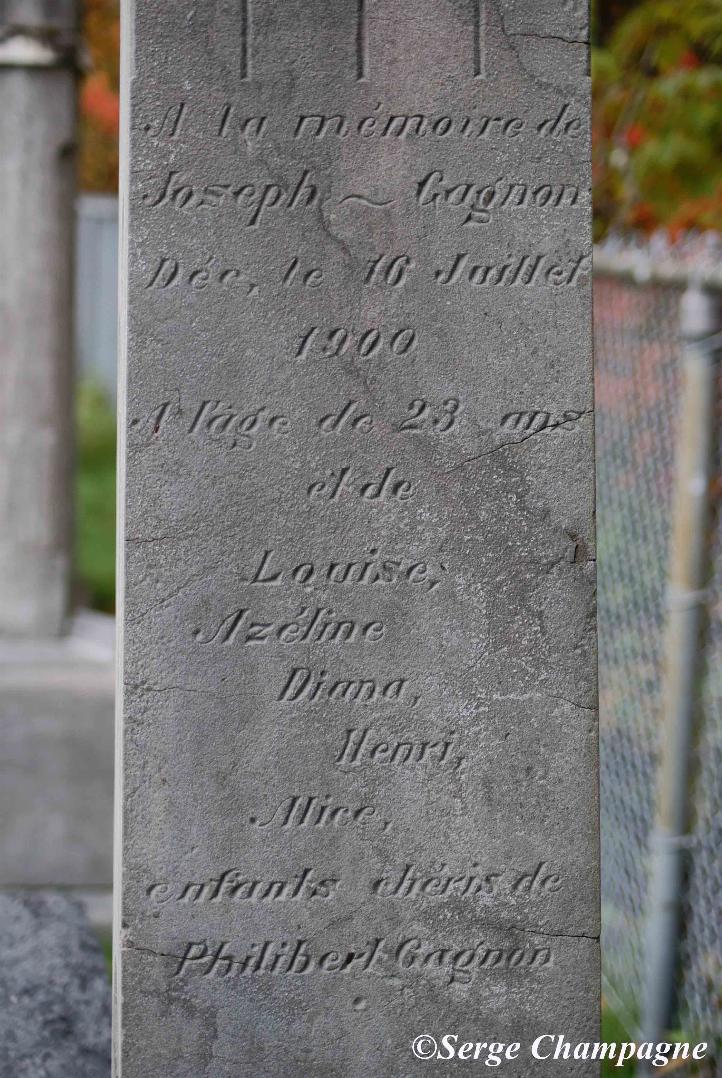 A la mémoire de
Joseph ~ Gagnon
Déc, le 16 Juillet
1900
A l'âge de 23 ans
et de
Louise,
Azéline
Diana,
Henri,
Alice,
enfants chéris de
Philibert Gagnon
©Serge Champagne